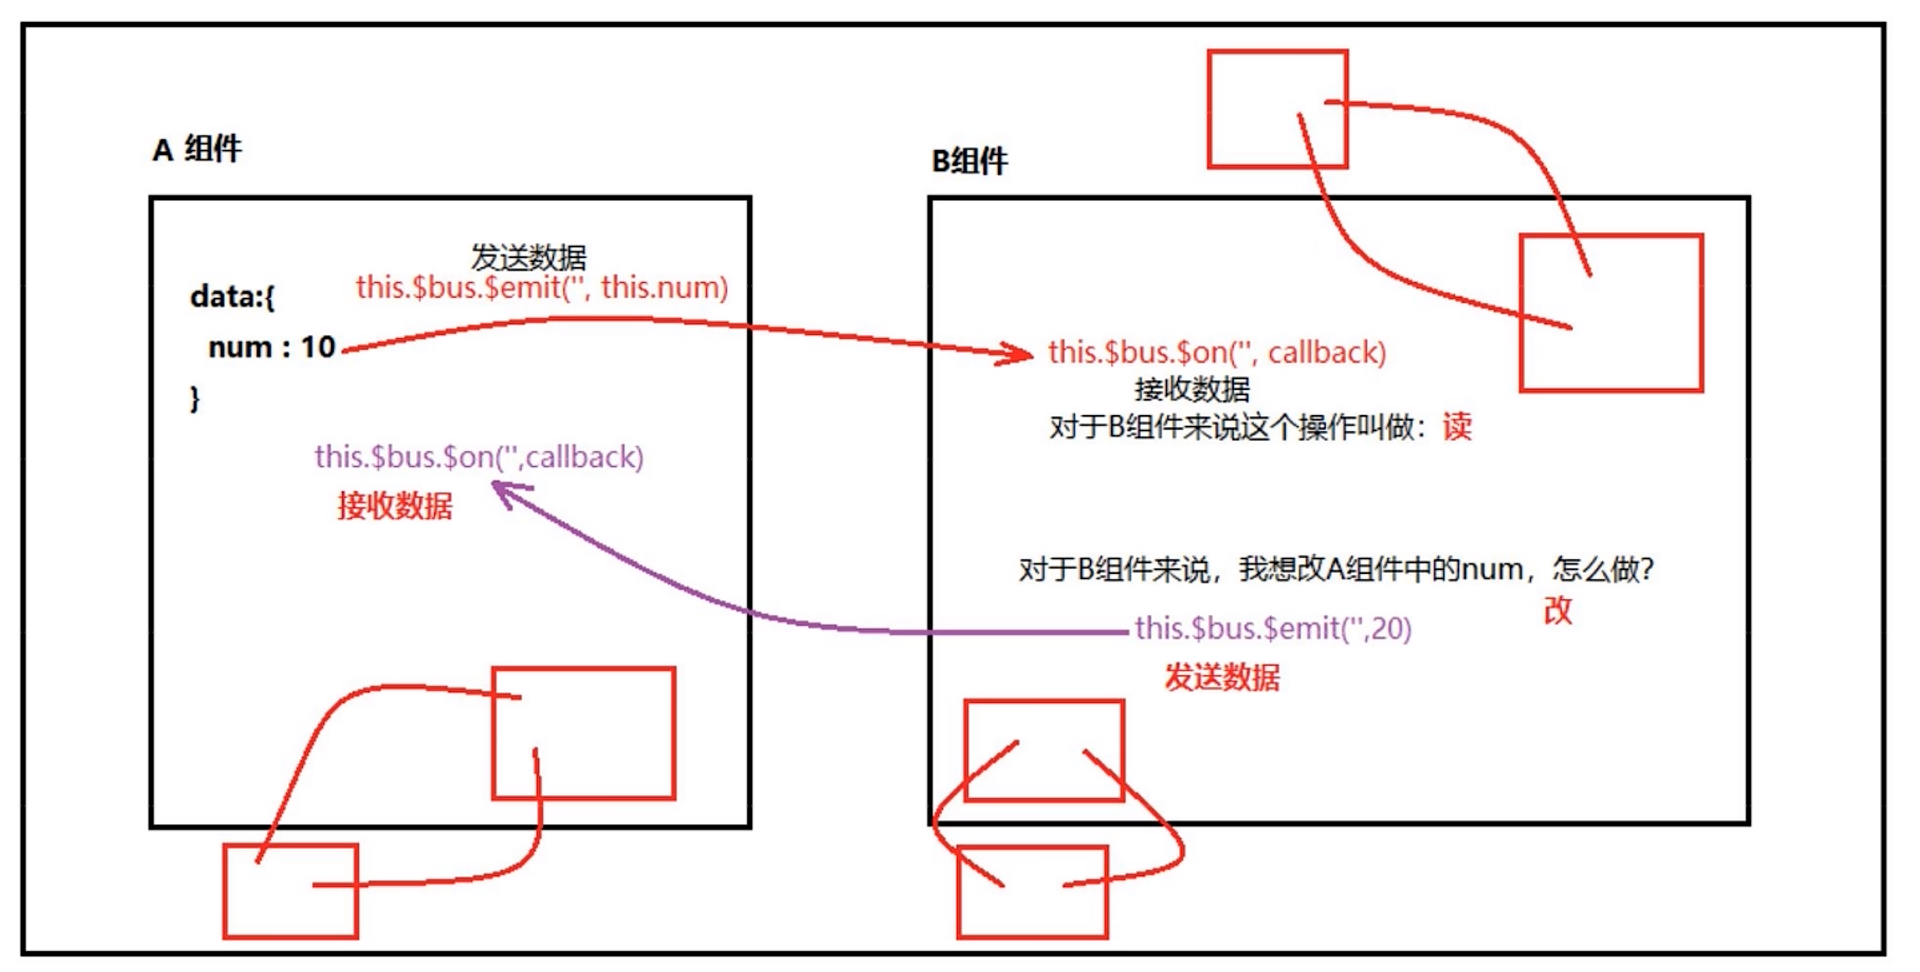 A 组件
发送数据
this.$bus.$emit('', this.num)
data:{
num : 10
}
this.$bus.$on('',callback)
接收数据
B组件
this.$bus.$on('', callback)
接收数据
对于B组件来说这个操作叫做：读
对于B组件来说，我想改A组件中的num，怎么做？
改
this.$bus.$emit('',20)
发送数据